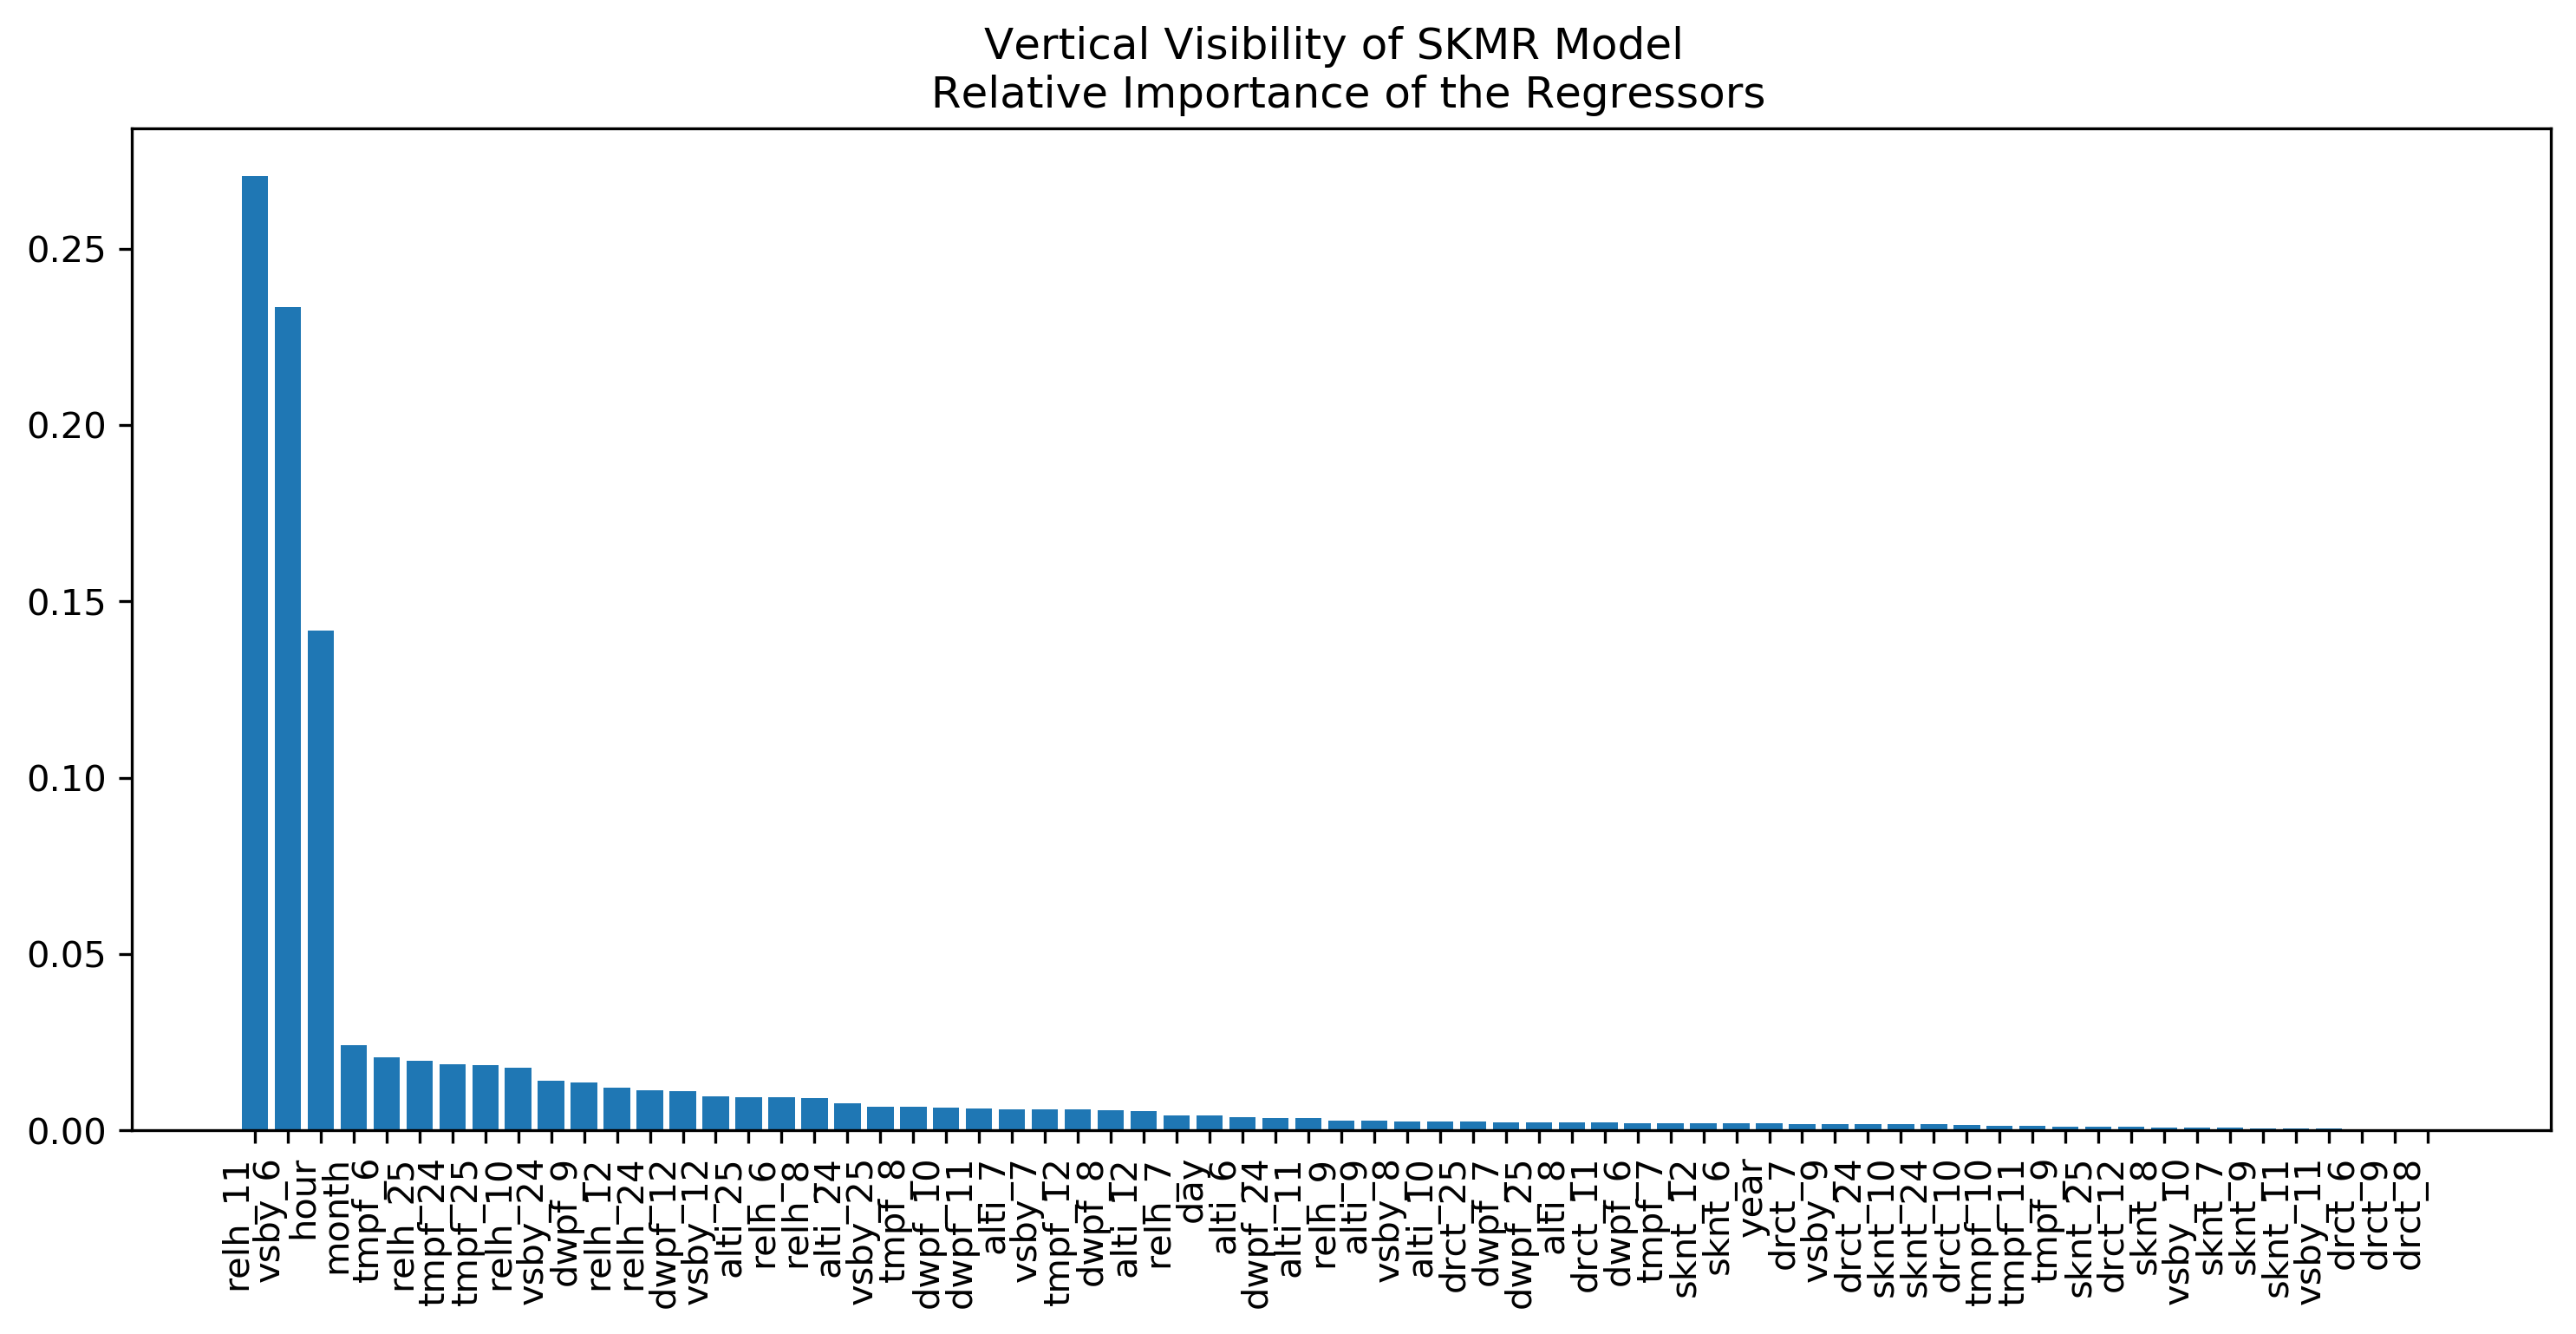 Vertical Visibility of SKMR Model
Relative Importance of the Regressors
0.25
0.20
0.15
0.10
0.05
0.00
relh_11
vsby_6
hour
month
tmpf_6
relh_25
tmpf_24
tmpf_25
relh_10
vsby_24
dwpf_9
relh_12
relh_24
dwpf_12
vsby_12
alti_25
relh_6
relh_8
alti_24
vsby_25
tmpf_8
dwpf_10
dwpf_11
alti_7
vsby_7
tmpf_12
dwpf_8
alti_12
relh_7
day
alti_6
dwpf_24
alti_11
relh_9
alti_9
vsby_8
alti_10
drct_25
dwpf_7
dwpf_25
alti_8
drct_11
dwpf_6
tmpf_7
sknt_12
sknt_6
year
drct_7
vsby_9
drct_24
sknt_10
sknt_24
drct_10
tmpf_10
tmpf_11
tmpf_9
sknt_25
drct_12
sknt_8
vsby_10
sknt_7
sknt_9
sknt_11
vsby_11
drct_6
drct_9
drct_8